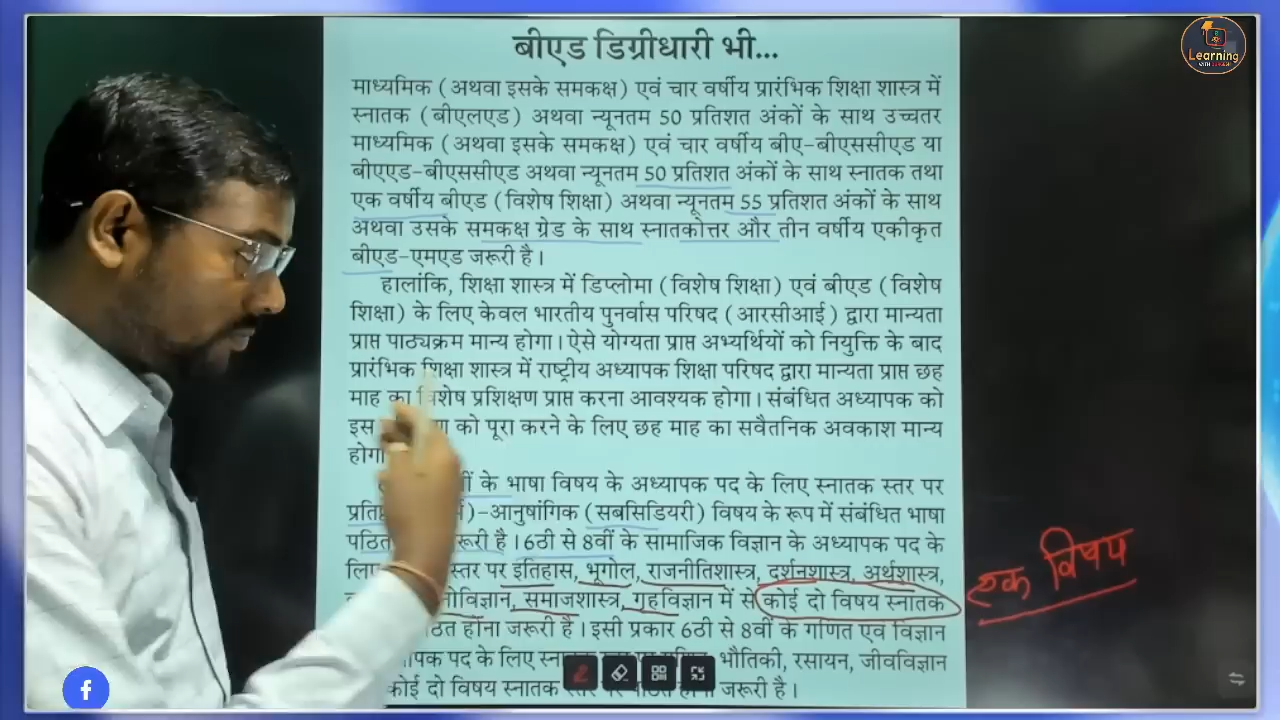 बीएड डिग्रीधारी भी...
Learning
माध्यमिक (अथवा इसके समकक्ष) एवं चार वर्षीय प्रारंभिक शिक्षा शास्त्र में
स्नातक (बीएलएड) अथवा न्यूनतम 50 प्रतिशत अंकों के साथ उच्चतर
माध्यमिक (अथवा इसके समकक्ष) एवं चार वर्षीय बीए-बीएससीएड या
बीएएड-बीएससीएड अथवा न्यूनतम 50 प्रतिशत अंकों के साथ स्नातक तथा
एक वर्षीय बीएड (विशेष शिक्षा) अथवा न्यूनतम 55 प्रतिशत अंकों के साथ
अथवा उसके समकक्ष ग्रेड के साथ स्नातकोत्तर और तीन वर्षीय एकीकृत
बीएड-एमएड जरूरी है।
हालांकि, शिक्षा शास्त्र में डिप्लोमा (विशेष शिक्षा) एवं बीएड (विशेष
शिक्षा) के लिए केवल भारतीय पुनर्वास परिषद (आरसीआई) द्वारा मान्यता
प्राप्त पाठ्यक्रम मान्य होगा। ऐसे योग्यता प्राप्त अभ्यर्थियों को नियुक्ति के बाद
प्रारंभिक शिक्षा शास्त्र में राष्ट्रीय अध्यापक शिक्षा परिषद द्वारा मान्यता प्राप्त छह
माह का विशेष प्रशिक्षण प्राप्त करना आवश्यक होगा। संबंधित अध्यापक को
इस को पूरा करने के लिए छह माह का सवैतनिक अवकाश मान्य
होगा
के भाषा विषय के अध्यापक पद के लिए स्नातक स्तर पर
-आनुषांगिक (सबसिडियरी) विषय के रूप में संबंधित भाषा
पठित है। 6ठी से 8वीं के सामाजिक विज्ञान के अध्यापक पद के
स्तर पर इतिहास, भूगोल, राजनीतिशास्त्र, दर्शनशास्त्र, अर्थशास्त्र,
समाजशास्त्र, गृहविज्ञान में से कोई दो विषय स्नातक
होना जरूरी है। इसी प्रकार 6ठी से 8वीं के गणित एवं विज्ञान
पद के लिए भौतिकी, रसायन, जीवविज्ञान
कोई दो विषय स्नातक जरूरी है।
एक विषय
f